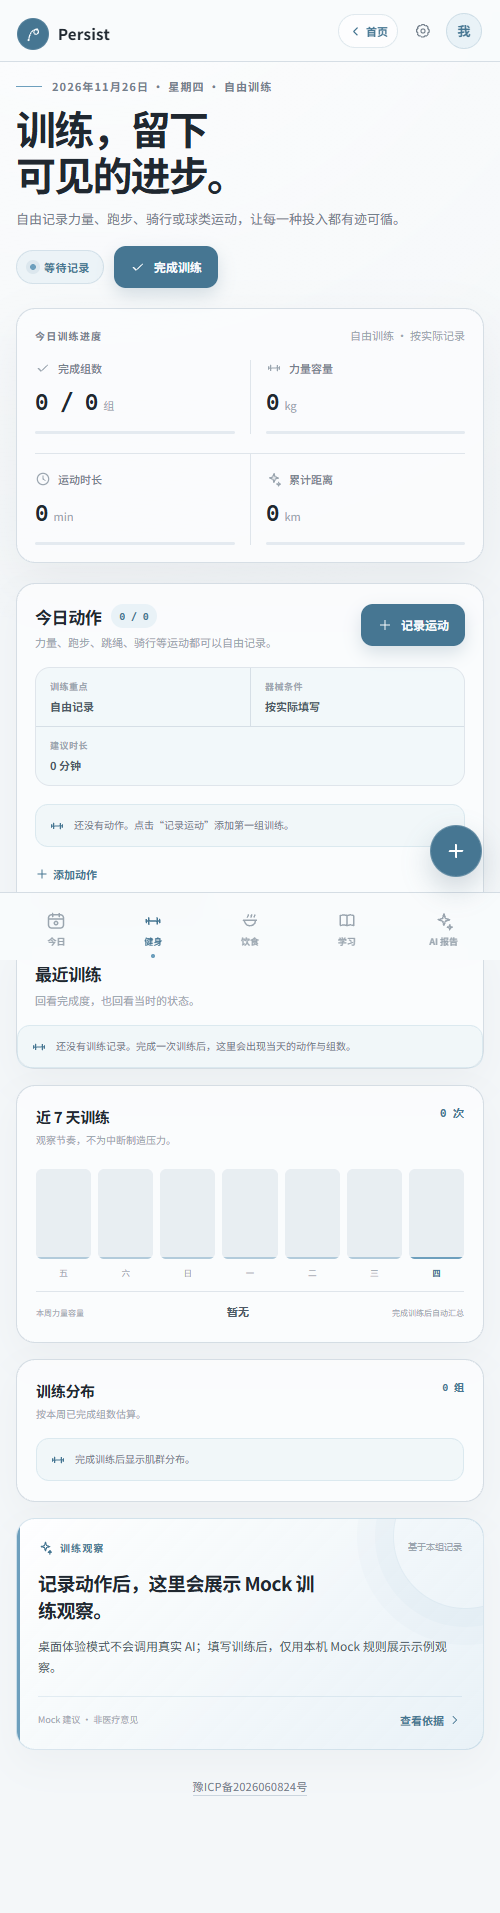 Persist
首页
我
2026年11月26日 · 星期四 · 自由训练
训练，留下
可见的进步。
自由记录力量、跑步、骑行或球类运动，让每一种投入都有迹可循。
等待记录
完成训练
今日训练进度
自由训练 · 按实际记录
完成组数
力量容量
0 / 0 组
0 kg
运动时长
累计距离
0 min
0 km
今日动作
0 / 0
记录运动
力量、跑步、跳绳、骑行等运动都可以自由记录。
训练重点
器械条件
自由记录
按实际填写
建议时长
0 分钟
还没有动作。点击“记录运动”添加第一组训练。
添加动作
今日
健身
饮食
学习
AI 报告
最近训练
回看完成度，也回看当时的状态。
还没有训练记录。完成一次训练后，这里会出现当天的动作与组数。
近 7 天训练
0 次
观察节奏，不为中断制造压力。
五
六
日
一
二
三
四
本周力量容量
暂无
完成训练后自动汇总
训练分布
0 组
按本周已完成组数估算。
完成训练后显示肌群分布。
训练观察
基于本组记录
记录动作后，这里会展示 Mock 训
练观察。
桌面体验模式不会调用真实 AI；填写训练后，仅用本机 Mock 规则展示示例观
察。
Mock 建议 · 非医疗意见
查看依据
豫ICP备2026060824号